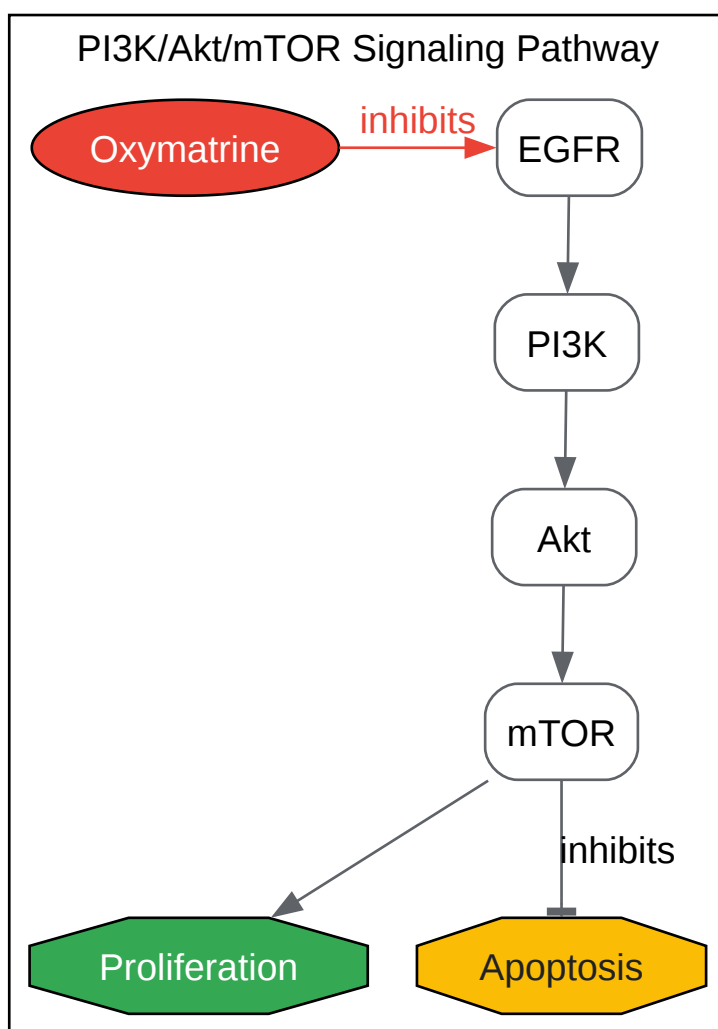 PI3K/Akt/mTOR Signaling Pathway
Oxymatrine
inhibits
EGFR
PI3K
Akt
mTOR
inhibits
Proliferation
Apoptosis